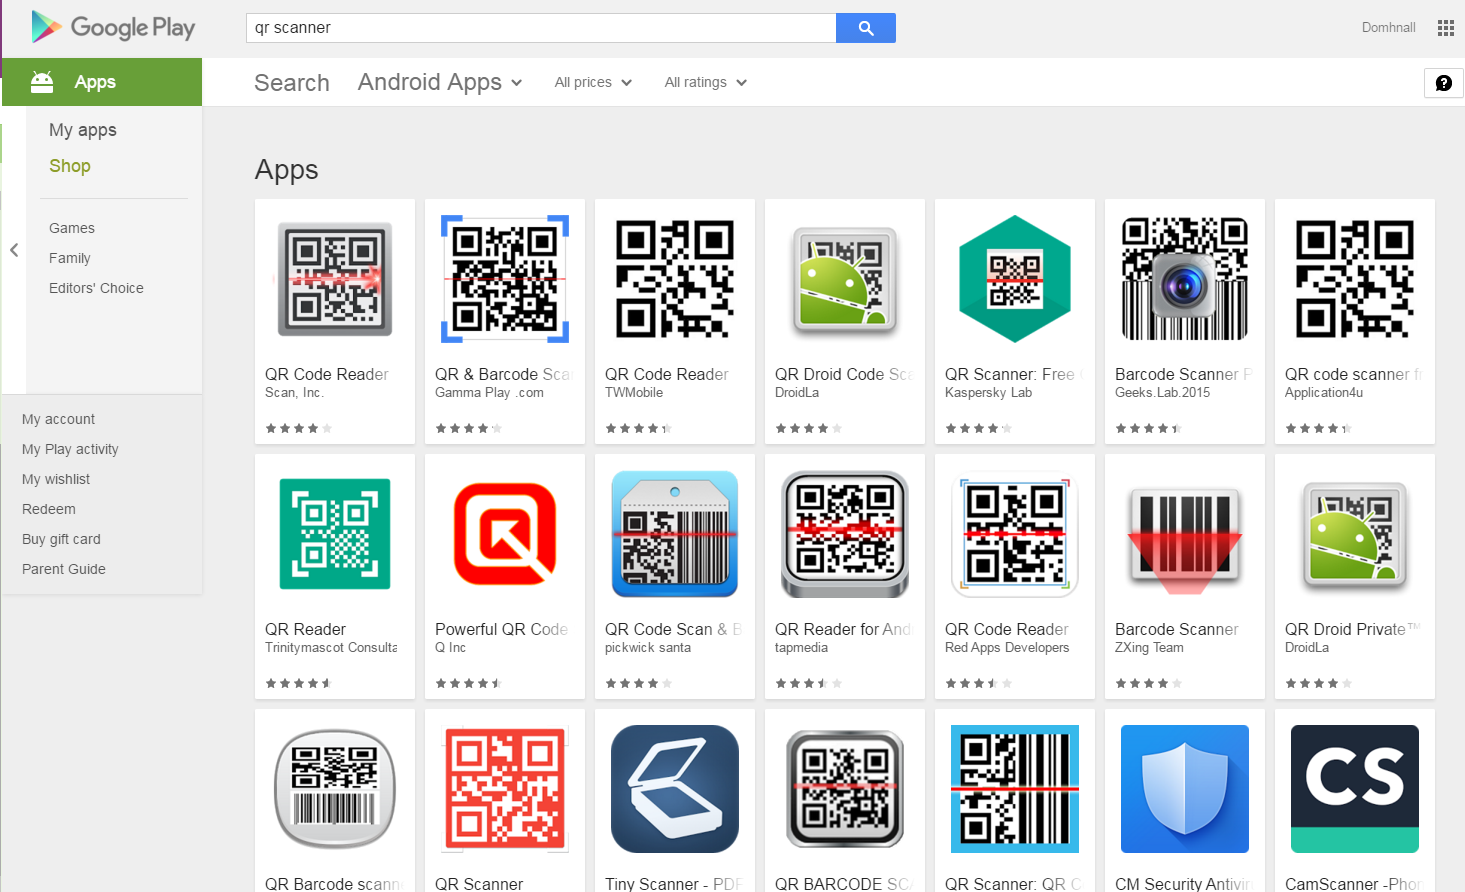 Google Play
qr scanner
Domhnall
Apps
Search
Android Apps
All prices
All ratings
My apps
Shop
Games
Family
Editors' Choice
My account
My Play activity
My wishlist
Redeem
Buy gift card
Parent Guide
Apps
QR Code Reader
Scan, Inc.
QR & Barcode Sca
Gamma Play .com
QR Code Reader
TWMobile
QR Droid Code Sca
DroidLa
QR Scanner: Free
Kaspersky Lab
Barcode Scanner P
Geeks.Lab.2015
QR code scanner fr
Application4u
QR Reader
Trinitymascot Consulta
Powerful QR Code
Q Inc
QR Code Scan & B
pickwick santa
QR Reader for And
tapmedia
QR Code Reader
Red Apps Developers
Barcode Scanner
ZXing Team
QR Droid Private™
DroidLa
CS
QR Barcode scann
QR Scanner
Tiny Scanner - PDF
QR BARCODE SCA
QR Scanner: QR C
CM Security Antivir
CamScanner -Phon